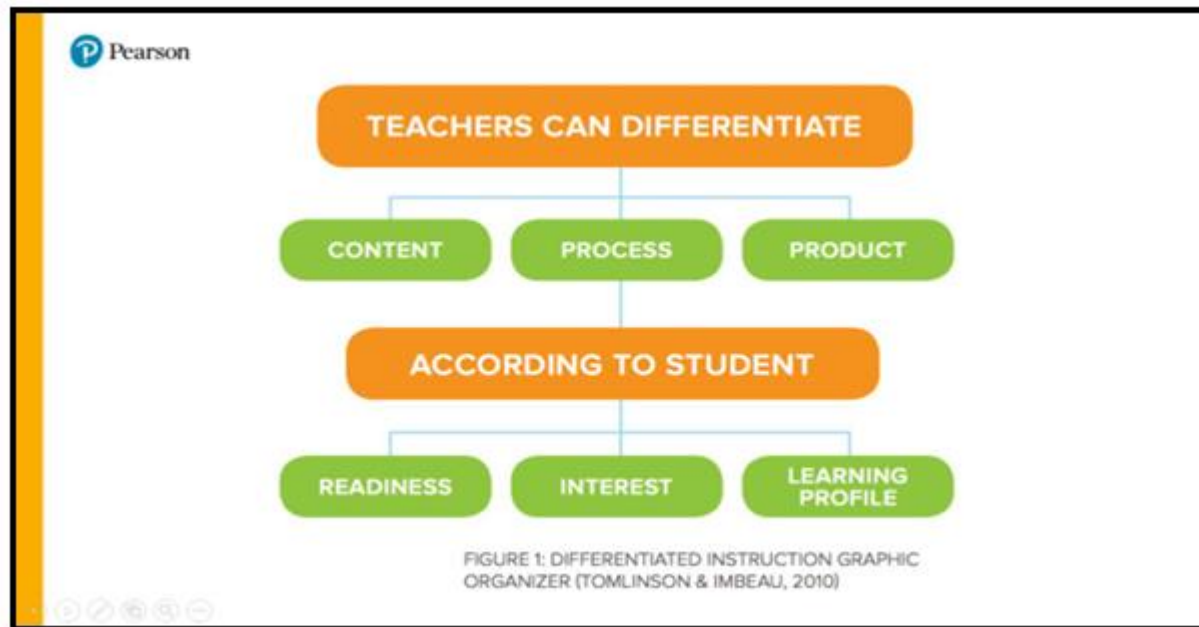 Pearson
TEACHERS CAN DIFFERENTIATE
CONTENT
PROCESS
PRODUCT
ACCORDING TO STUDENT
READINESS
INTEREST
LEARNING
PROFILE
FIGURE 1: DIFFERENTIATED INSTRUCTION GRAPHIC
ORGANIZER (TOMLINSON & IMBEAU, 2010)